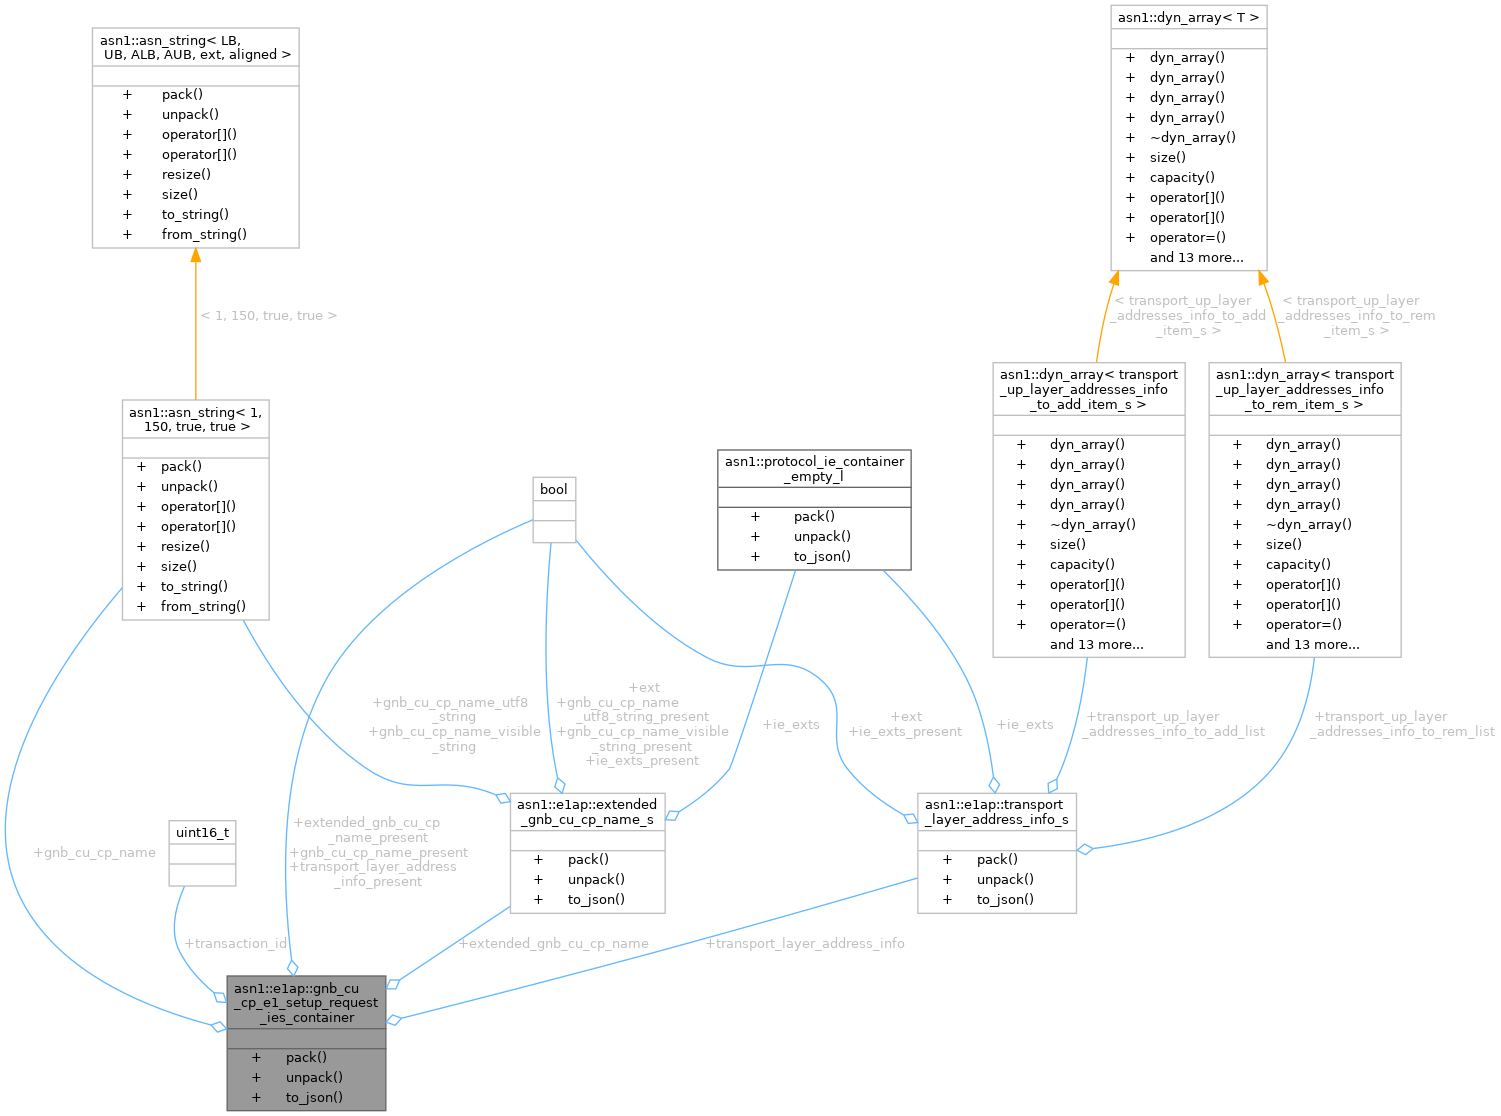 asn1::asn_string< LB,
UB, ALB, AUB, ext, aligned >
+ pack()
+ unpack()
+ operator[]()
+ operator[]()
+ resize()
+ size()
+ to_string()
+ from_string()
asn1::dyn_array< T >
+ dyn_array()
+ dyn_array()
+ dyn_array()
+ dyn_array()
+ ~dyn_array()
+ size()
+ capacity()
+ operator[]()
+ operator[]()
+ operator=()
and 13 more...
< 1, 150, true, true >
< transport_up_layer
_addresses_info_to_add
_item_s >
< transport_up_layer
_addresses_info_to_rem
_item_s >
asn1::asn_string< 1,
150, true, true >
+ pack()
+ unpack()
+ operator[]()
+ operator[]()
+ resize()
+ size()
+ to_string()
+ from_string()
bool
asn1::protocol_ie_container
_empty_l
+ pack()
+ unpack()
+ to_json()
asn1::dyn_array< transport
_up_layer_addresses_info
_to_add_item_s >
+ dyn_array()
+ dyn_array()
+ dyn_array()
+ dyn_array()
+ ~dyn_array()
+ size()
+ capacity()
+ operator[]()
+ operator[]()
+ operator=()
and 13 more...
asn1::dyn_array< transport
_up_layer_addresses_info
_to_rem_item_s >
+ dyn_array()
+ dyn_array()
+ dyn_array()
+ dyn_array()
+ ~dyn_array()
+ size()
+ capacity()
+ operator[]()
+ operator[]()
+ operator=()
and 13 more...
+gnb_cu_cp_name_utf8
_string
+gnb_cu_cp_name_visible
_string
+ext
+gnb_cu_cp_name
_utf8_string_present
+gnb_cu_cp_name_visible
_string_present
+ie_exts_present
+ie_exts
+ext
+ie_exts_present
+ie_exts
+transport_up_layer
_addresses_info_to_add_list
+transport_up_layer
_addresses_info_to_rem_list
+gnb_cu_cp_name
uint16_t
+extended_gnb_cu_cp
_name_present
+gnb_cu_cp_name_present
+transport_layer_address
_info_present
asn1::e1ap::extended
_gnb_cu_cp_name_s
+ pack()
+ unpack()
+ to_json()
asn1::e1ap::transport
_layer_address_info_s
+ pack()
+ unpack()
+ to_json()
+transaction_id
+extended_gnb_cu_cp_name
+transport_layer_address_info
asn1::e1ap::gnb_cu
_cp_e1_setup_request
_ies_container
+ pack()
+ unpack()
+ to_json()